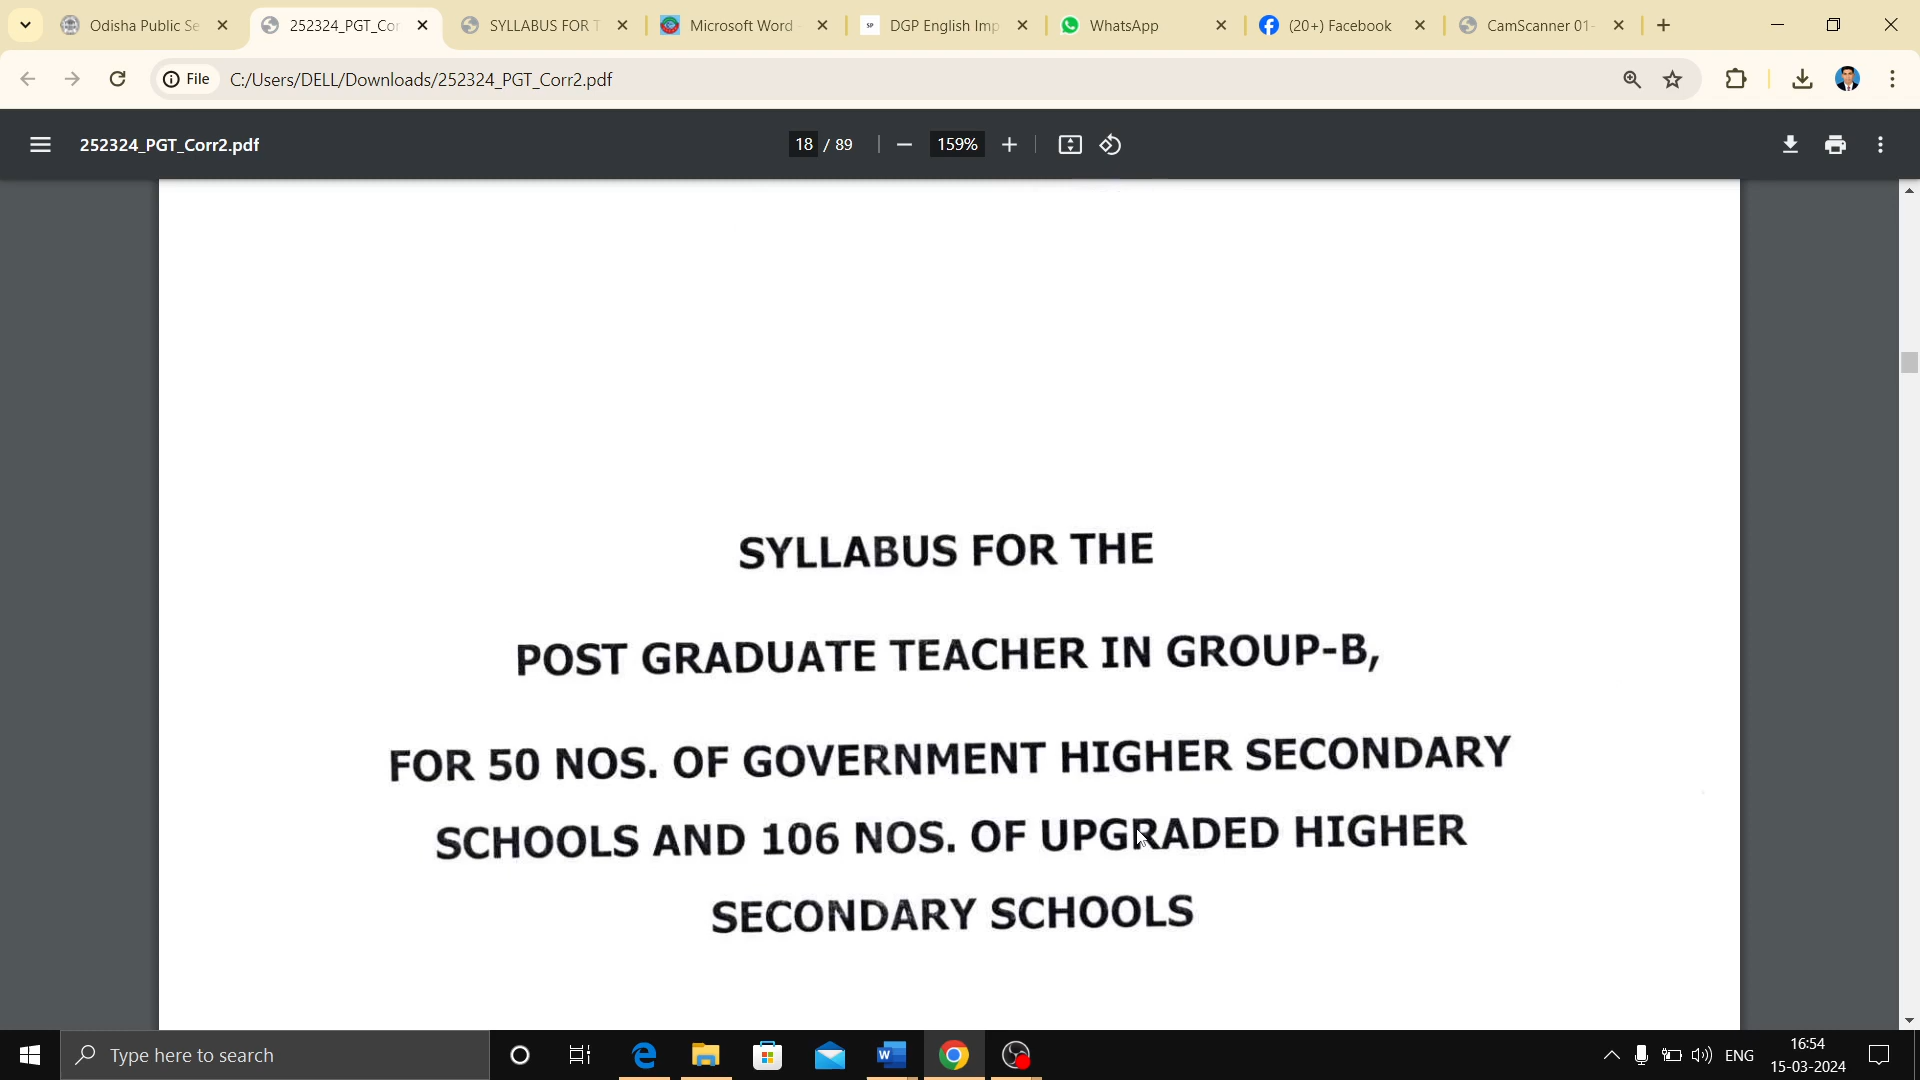 Odisha Public Se
252324_PGT_Cor
SYLLABUS FOR T
Microsoft Word
DGP English Imp
WhatsApp
(20+) Facebook
CamScanner 01-
File
C:/Users/DELL/Downloads/252324_PGT_Corr2.pdf
252324_PGT_Corr2.pdf
18 / 89
159%
SYLLABUS FOR THE
POST GRADUATE TEACHER IN GROUP-B,
FOR 50 NOS. OF GOVERNMENT HIGHER SECONDARY
SCHOOLS AND 106 NOS. OF UPGRADED HIGHER
SECONDARY SCHOOLS
Type here to search
ENG
16:54
15-03-2024